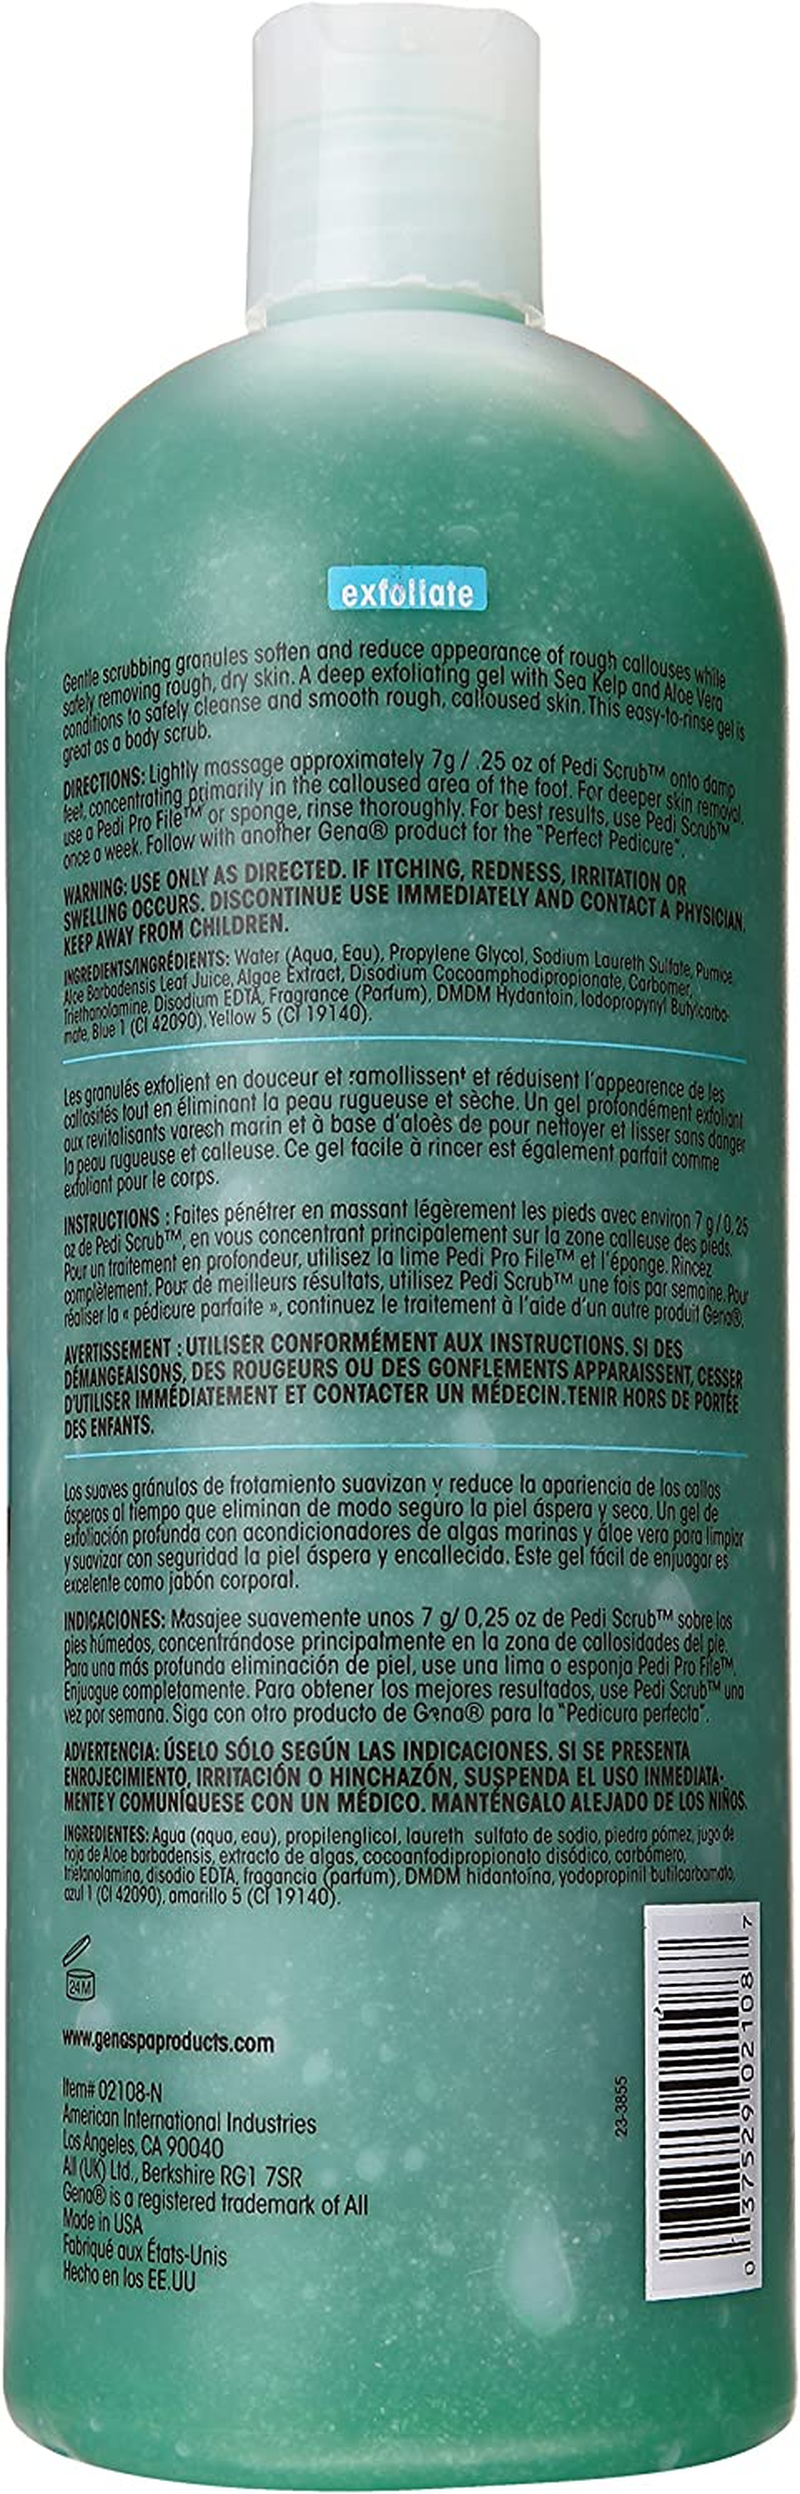 exfoliate
Gentle scrubbing granules soften and reduce appearance of rough callouses while
safely removing rough, dry skin. A deep exfoliating gel with Sea Kelp and Aloe Vera
conditions to safely cleanse and smooth rough, calloused skin. This easy-to-rinse gel is
great as a body scrub.
DIRECTIONS: Lightly massage approximately 7g / .25 oz of Pedi Scrub™ onto damp
feet, concentrating primarily in the calloused area of the foot. For deeper skin removal,
use a Pedi Pro File™ or sponge, rinse thoroughly. For best results, use Pedi Scrub™
once a week. Follow with another Gena® product for the "Perfect Pedicure".
WARNING: USE ONLY AS DIRECTED. IF ITCHING, REDNESS, IRRITATION OR
SWELLING OCCURS. DISCONTINUE USE IMMEDIATELY AND CONTACT A PHYSICIAN.
KEEP AWAY FROM CHILDREN.
INGREDIENTS/INGRÉDIENTS: Water (Aqua, Eau), Propylene Glycol, Sodium Laureth Sulfate, Pumice,
Aloe Barbadensis Leaf Juice, Algae Extract, Disodium Cocoamphodipropionate, Carbomer,
Triethanolamine, Disodium EDTA, Fragrance (Parfum), DMDM Hydantoin, Iodopropynyl Butylcarba-
mate, Blue 1 (CI 42090), Yellow 5 (CI 19140).
Les granulés exfolient en douceur et ramollissent et réduisent l'appearence de les
callosités tout en éliminant la peau rugueuse et sèche. Un gel profondément exfoliant
aux revitalisants varech marin et à base d'aloès de pour nettoyer et lisser sans danger
la peau rugueuse et calleuse. Ce gel facile à rincer est également parfait comme
exfoliant pour le corps.
INSTRUCTIONS : Faites pénétrer en massant légèrement les pieds avec environ 7 g / 0,25
oz de Pedi Scrub™, en vous concentrant principalement sur la zone calleuse des pieds.
Pour un traitement en profondeur, utilisez la lime Pedi Pro File™ et l'éponge. Rincez
complètement. Pour de meilleurs résultats, utilisez Pedi Scrub™ une fois par semaine. Pour
réaliser la « pédicure parfaite », continuez le traitement à l'aide d'un autre produit Gena®.
AVERTISSEMENT : UTILISER CONFORMÉMENT AUX INSTRUCTIONS. SI DES
DÉMANGEAISONS, DES ROUGEURS OU DES GONFLEMENTS APPARAISSENT, CESSER
D'UTILISER IMMÉDIATEMENT ET CONTACTER UN MÉDECIN. TENIR HORS DE PORTÉE
DES ENFANTS.
Los suaves gránulos de frotamiento suavizan y reduce la apariencia de los callos
ásperos al tiempo que eliminan de modo seguro la piel áspera y seca. Un gel de
exfoliación profunda con acondicionadores de algas marinas y áloe vera para limpiar
y suavizar con seguridad la piel áspera y encallecida. Este gel fácil de enjuagar es
excelente como jabón corporal.
INDICACIONES: Masajee suavemente unos 7 g/ 0,25 oz de Pedi Scrub™ sobre los
pies húmedos, concentrándose principalmente en la zona de callosidades del pie.
Para una más profunda eliminación de piel, use una lima o esponja Pedi Pro File™.
Enjuague completamente. Para obtener los mejores resultados, use Pedi Scrub™ una
vez por semana. Siga con otro producto de Gena® para la "Pedicura perfecta".
ADVERTENCIA: ÚSELO SÓLO SEGÚN LAS INDICACIONES. SI SE PRESENTA
ENROJECIMIENTO, IRRITACIÓN O HINCHAZÓN, SUSPENDA EL USO INMEDIATA-
MENTE Y COMUNÍQUESE CON UN MÉDICO. MANTÉNGALO ALEJADO DE LOS NIÑOS.
INGREDIENTES: Agua (aqua, eau), propilenglicol, laureth sulfato de sodio, piedra pómez, jugo de
hoja de Aloe barbadensis, extracto de algas, cocoanfodipropionato disódico, carbómero,
trietanolamina, disodio EDTA, fragancia (parfum), DMDM hidantoína, yodopropinil butilcarbamato,
azul 1 (CI 42090), amarillo 5 (CI 19140).
24M
www.genaspaproducts.com
Item# 02108-N
American International Industries
Los Angeles, CA 90040
AII (UK) Ltd., Berkshire RG1 7SR
Gena® is a registered trademark of AII
Made in USA
Fabriqué aux États-Unis
Hecho en los EE.UU
23-3855
0 37529 02108 7